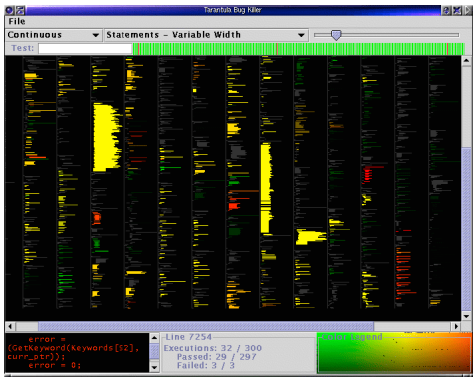 Tarantula Bug Killer
File
Continuous
Statements - Variable Width
Test:
Line 7254
Executions: 32 / 300
Passed: 29 / 297
Failed: 3 / 3
error =
(GetKeyword(Keywords[12],
curr_ptr));
error = 0;
Color Legend